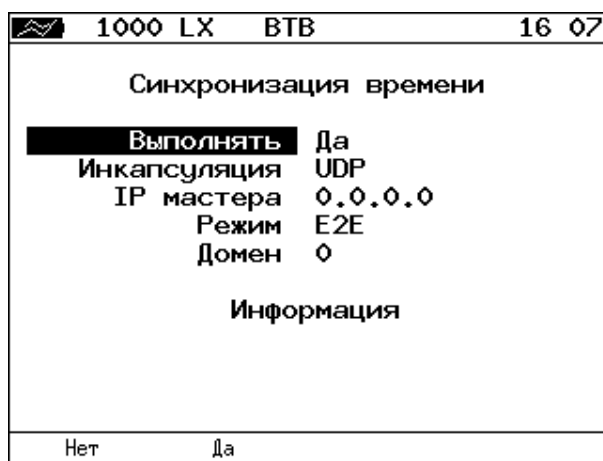 1000 LX BTB 16 07
Синхронизация времени
Выполнять Да
Инкапсуляция UDP
IP мастера 0.0.0.0
Режим E2E
Домен 0
Информация
Нет Да